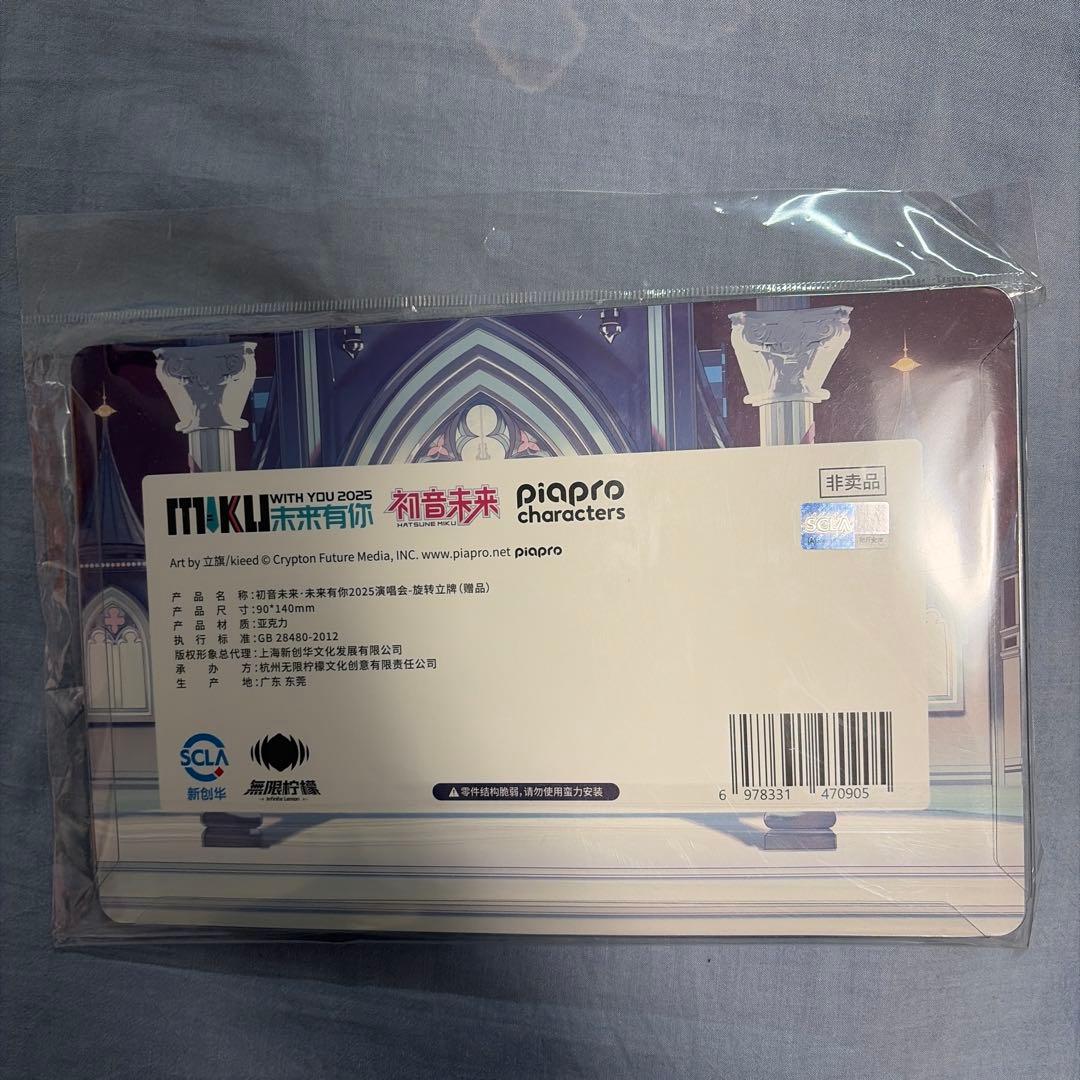 MIKU WITH YOU 2025
未来有你
初音未来
HATSUNE MIKU
piapro
characters
非卖品
SCLA
Art by 立旗/kieed © Crypton Future Media, INC. www.piapro.net piapro
产品名称:初音未来·未来有你2025演唱会-旋转立牌(赠品)
产品尺寸:90*140mm
产品材质:亚克力
执行标准:GB 28480-2012
版权形象总代理:上海新创华文化发展有限公司
承办方:杭州无限柠檬文化创意有限责任公司
生产地:广东 东莞
SCLA
新创华
無限柠檬
Infinite Lemon
零件结构脆弱,请勿使用蛮力安装
6 978331 470905